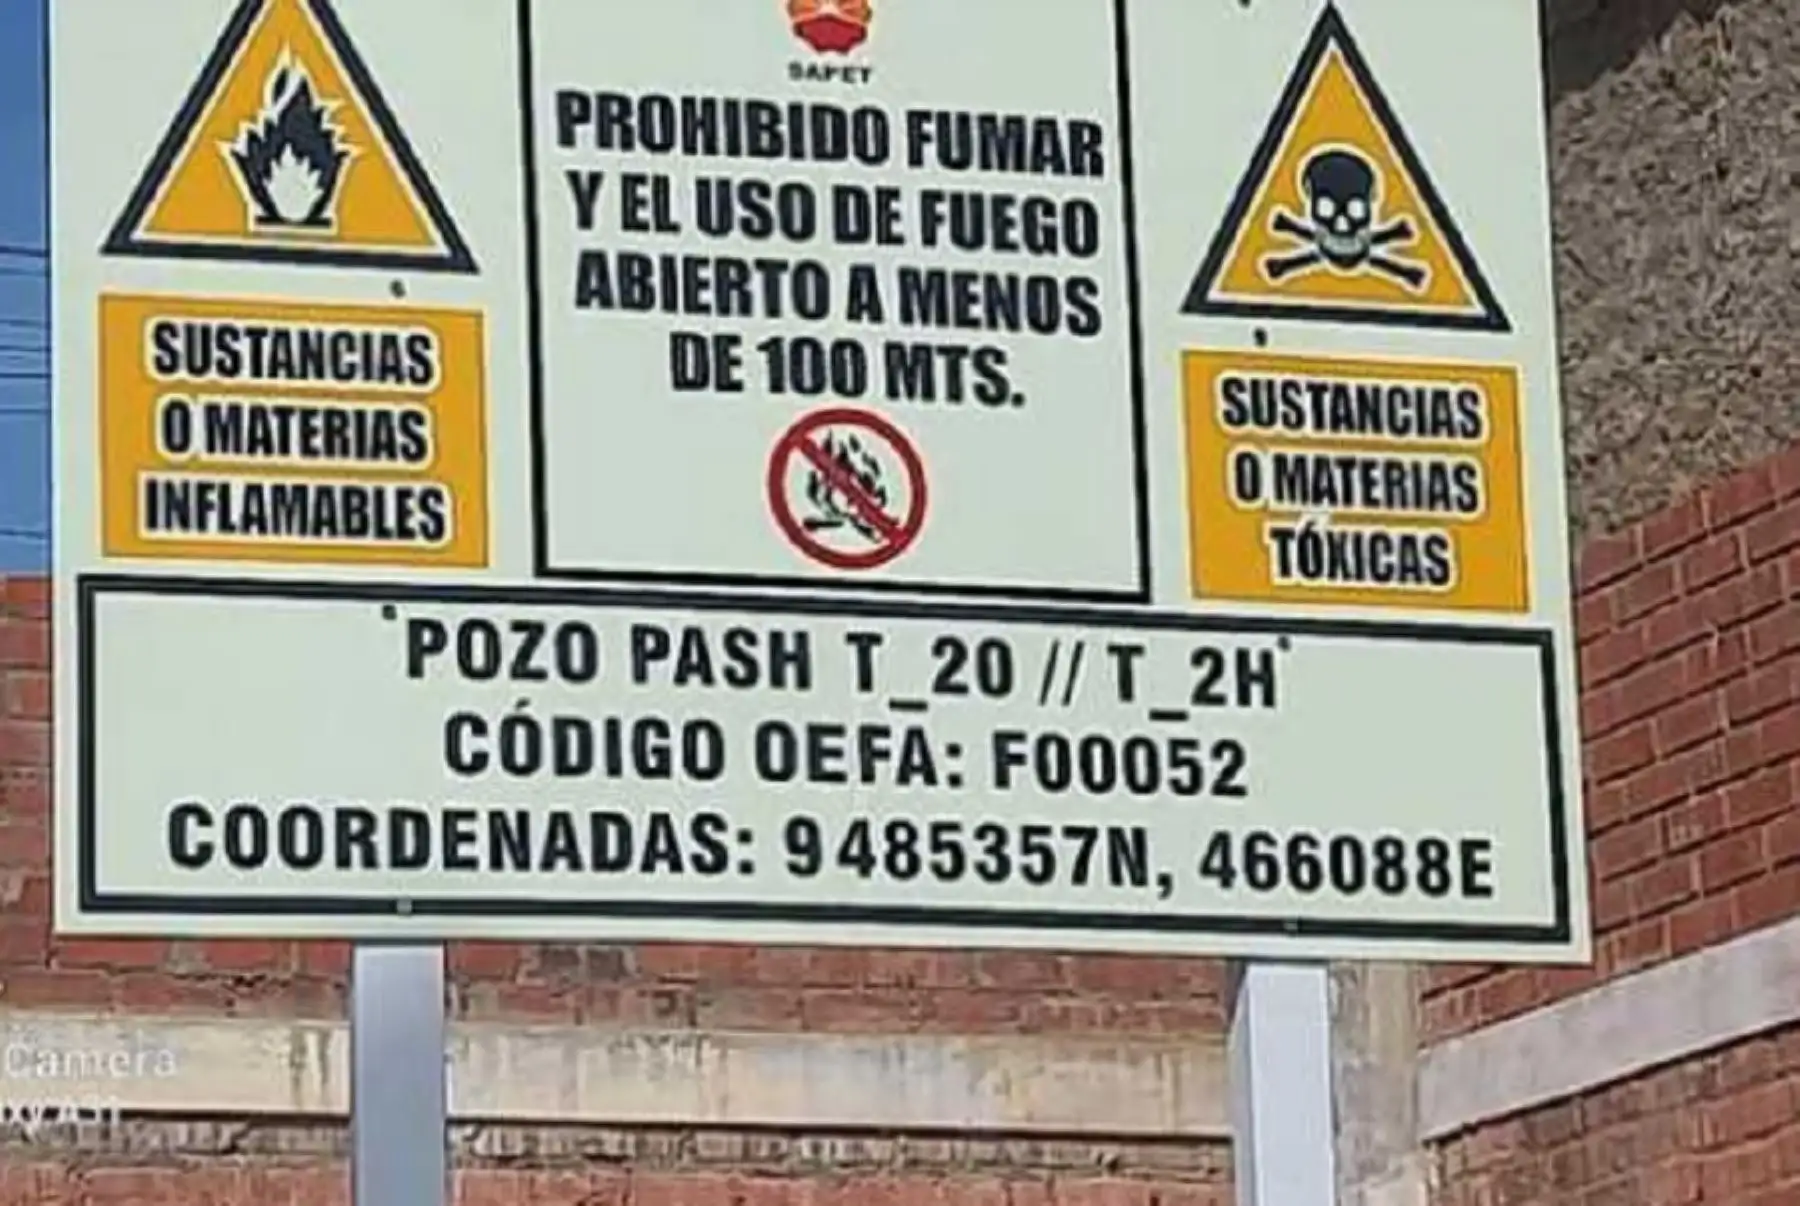 SAPET
PROHIBIDO FUMAR
Y EL USO DE FUEGO
ABIERTO A MENOS
DE 100 MTS.
SUSTANCIAS
O MATERIAS
INFLAMABLES
SUSTANCIAS
O MATERIAS
TÓXICAS
POZO PASH T_20 // T_2H
CÓDIGO OEFA: F00052
COORDENADAS: 9485357N, 466088E
Camera